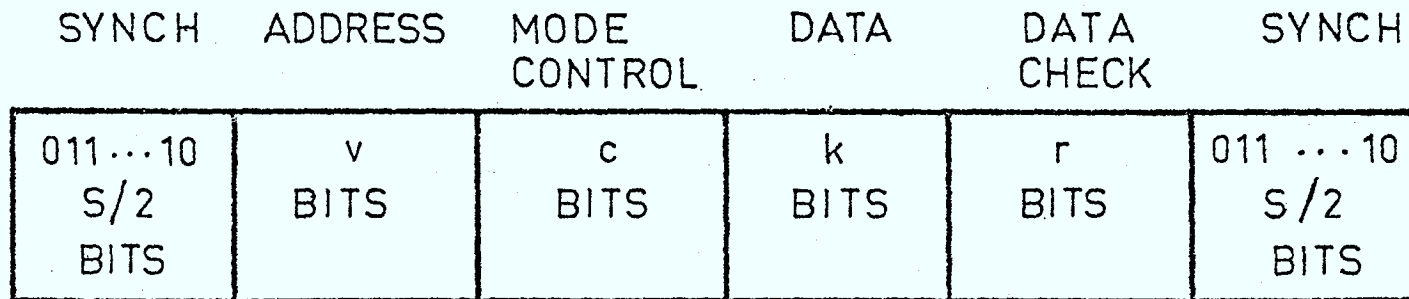 SYNCH ADDRESS MODE CONTROL DATA DATA CHECK SYNCH
011...10 v c k r 011 ... 10
S/2 BITS BITS BITS BITS S/2
BITS BITS